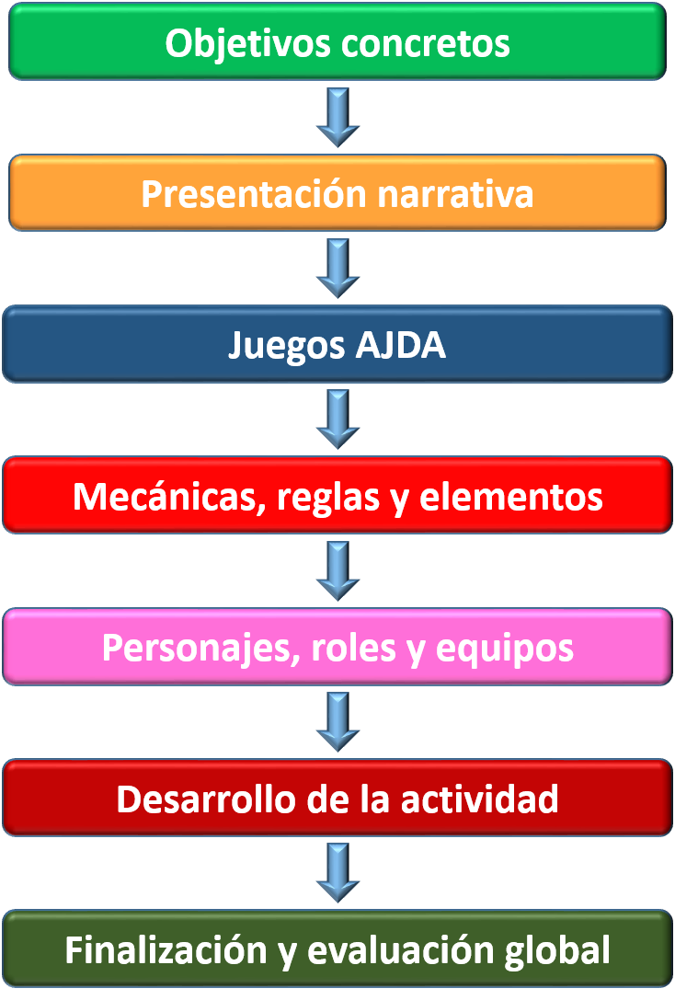 Objetivos concretos
Presentación narrativa
Juegos AJDA
Mecánicas, reglas y elementos
Personajes, roles y equipos
Desarrollo de la actividad
Finalización y evaluación global